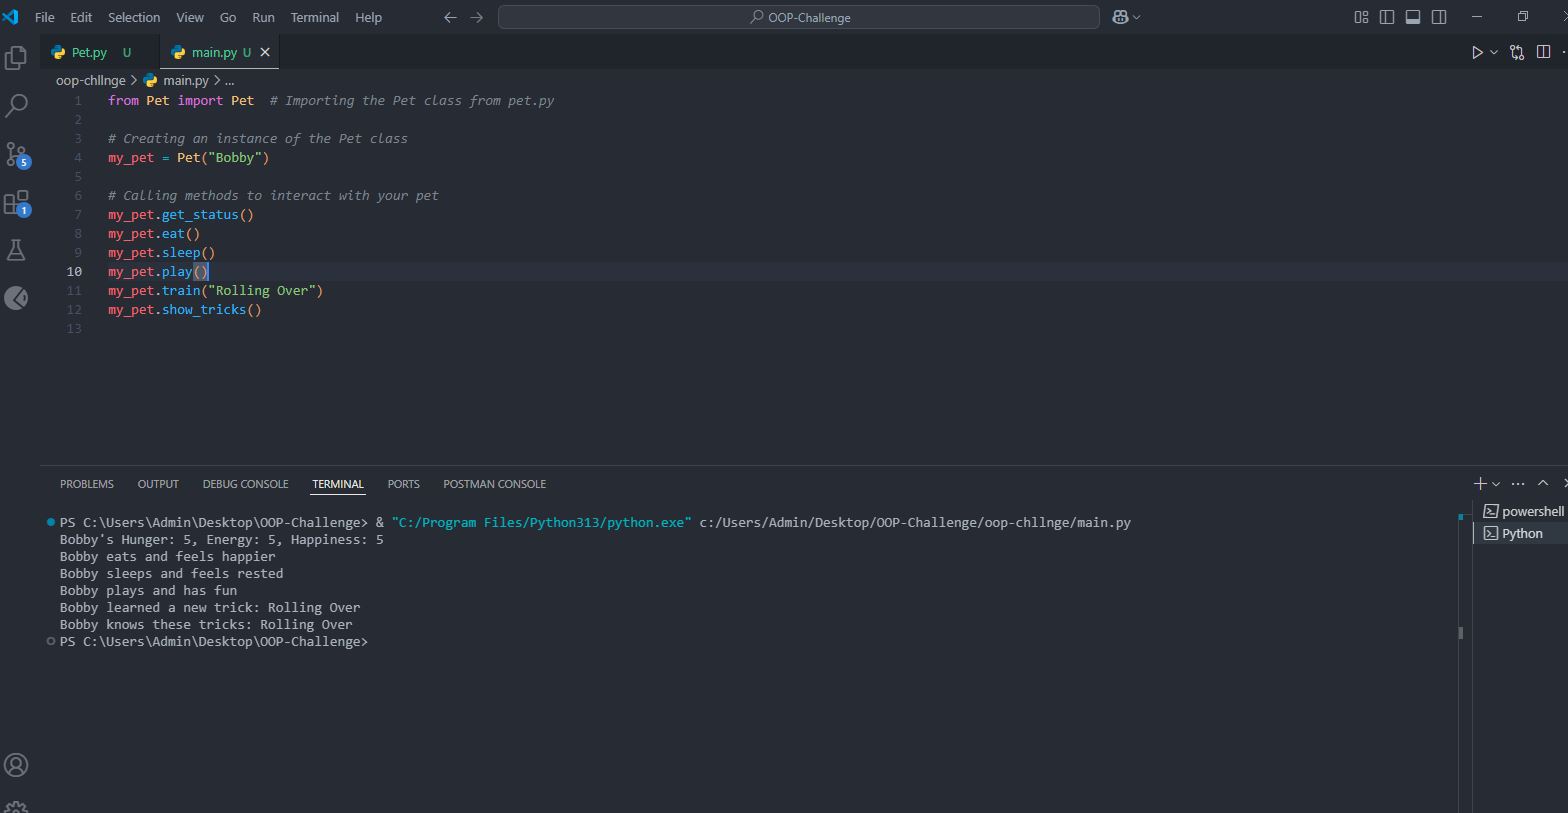 File Edit Selection View Go Run Terminal Help OOP-Challenge
Pet.py U main.py U
oop-chllnge > main.py > ...
1 from Pet import Pet  # Importing the Pet class from pet.py
2
3 # Creating an instance of the Pet class
4 my_pet = Pet("Bobby")
5
6 # Calling methods to interact with your pet
7 my_pet.get_status()
8 my_pet.eat()
9 my_pet.sleep()
10 my_pet.play()
11 my_pet.train("Rolling Over")
12 my_pet.show_tricks()
13
5
1
PROBLEMS OUTPUT DEBUG CONSOLE TERMINAL PORTS POSTMAN CONSOLE
PS C:\Users\Admin\Desktop\OOP-Challenge> & "C:/Program Files/Python313/python.exe" c:/Users/Admin/Desktop/OOP-Challenge/oop-chllnge/main.py
Bobby's Hunger: 5, Energy: 5, Happiness: 5
Bobby eats and feels happier
Bobby sleeps and feels rested
Bobby plays and has fun
Bobby learned a new trick: Rolling Over
Bobby knows these tricks: Rolling Over
PS C:\Users\Admin\Desktop\OOP-Challenge>
powershell
Python